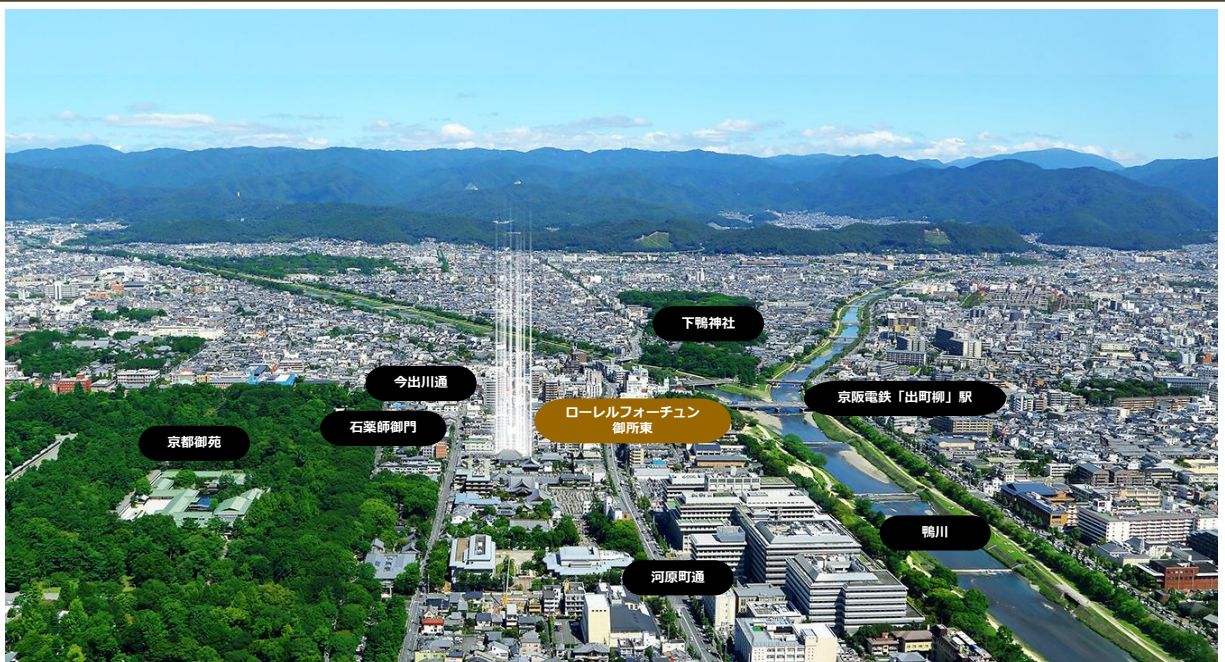 下鴨神社
今出川通
京阪電鉄「出町柳」駅
ローレルフォーチュン
御所東
石薬師御門
京都御苑
鴨川
河原町通